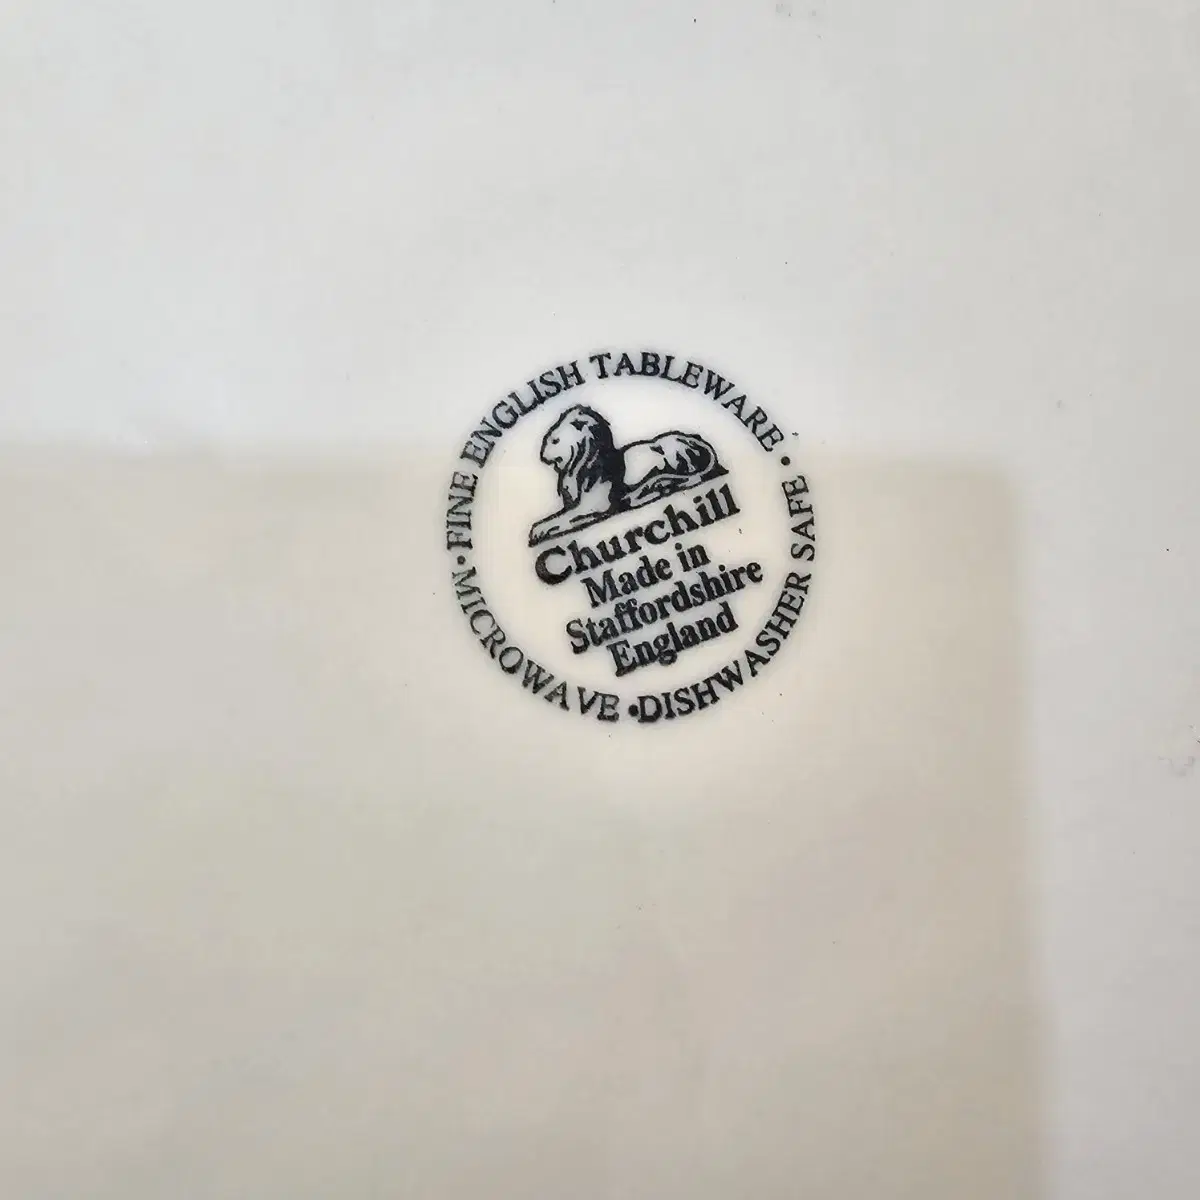 • FINE ENGLISH TABLEWARE •
Churchill
Made in
Staffordshire
England
MICROWAVE • DISHWASHER SAFE